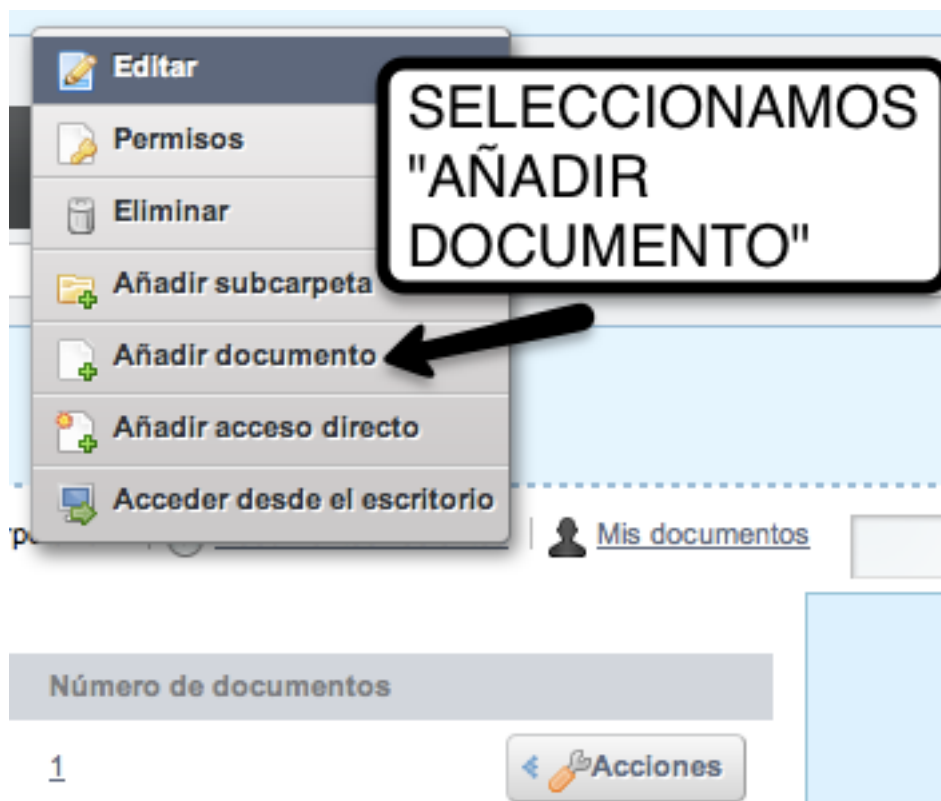 Editar
SELECCIONAMOS
"AÑADIR
DOCUMENTO"
Permisos
Eliminar
Añadir subcarpeta
Añadir documento
Añadir acceso directo
Acceder desde el escritorio
Mis documentos
Número de documentos
1
Acciones